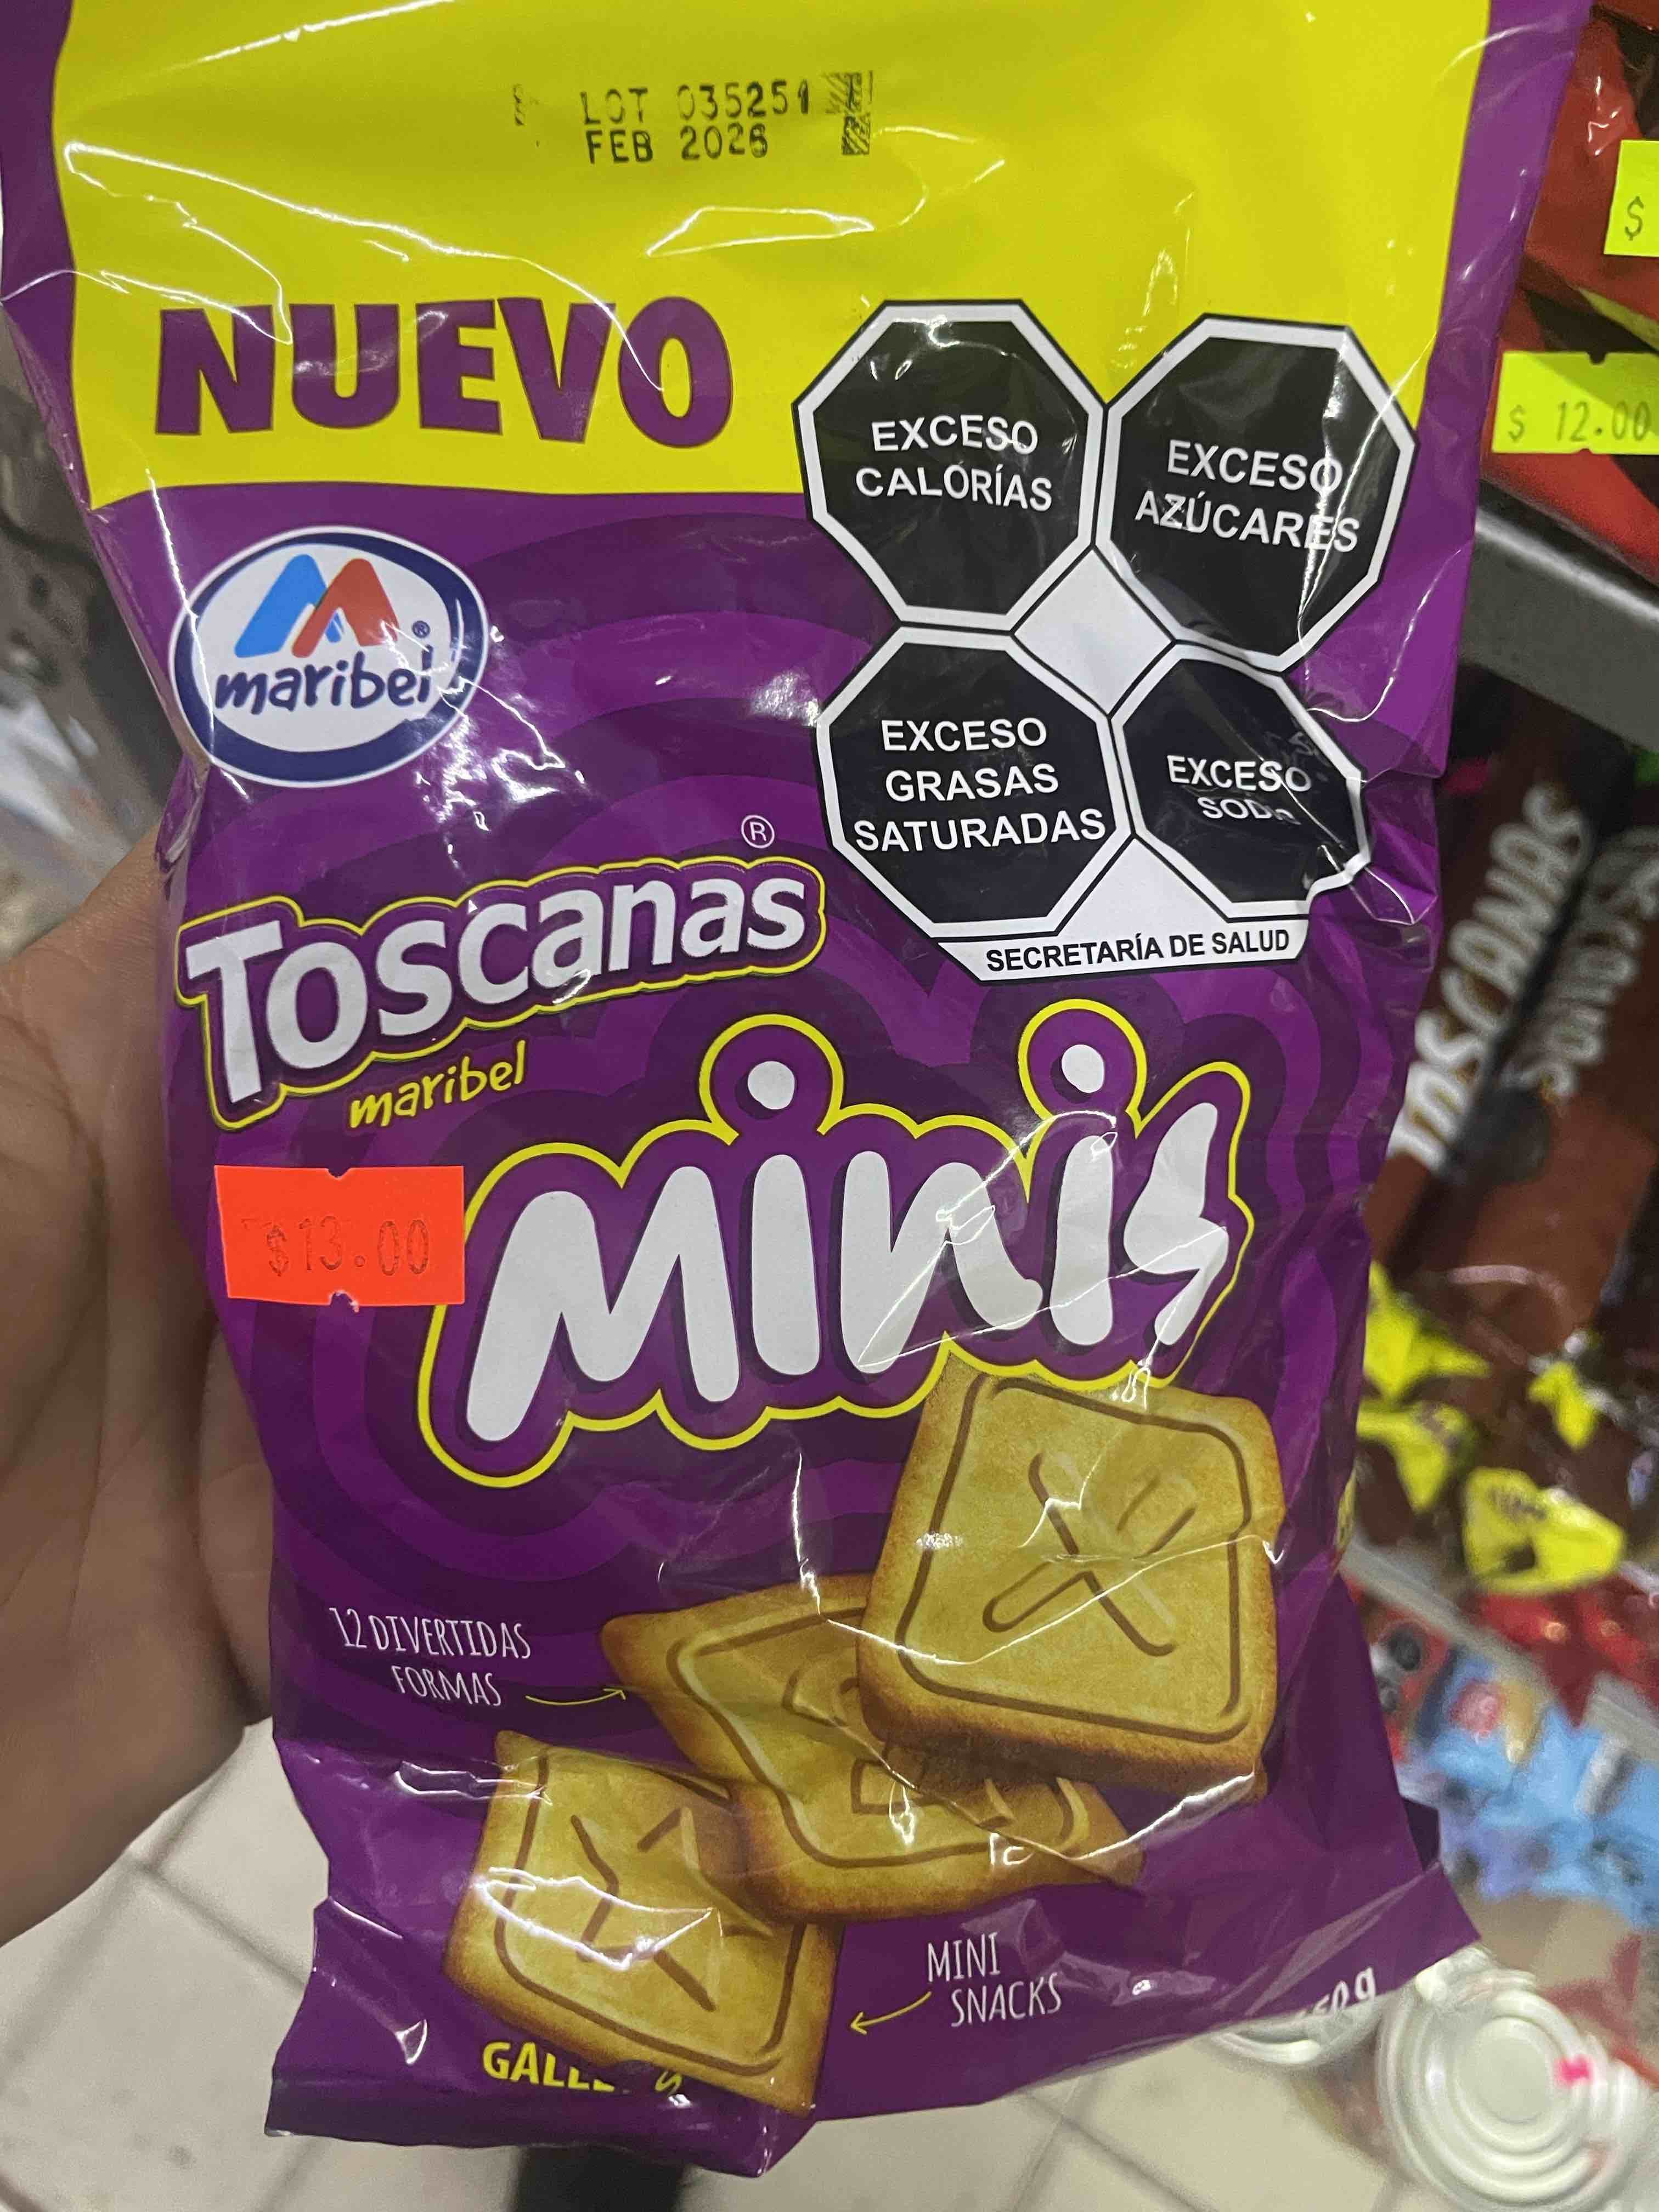 LOT 035251
FEB 2026
NUEVO
EXCESO
CALORÍAS
EXCESO
AZÚCARES
EXCESO
GRASAS
SATURADAS
EXCESO
SECRETARÍA DE SALUD
maribel
®
Toscanas
®
maribel
minis
$13.00
12 DIVERTIDAS
FORMAS
MINI
SNACKS
$
$ 12.00
TOSCANAS